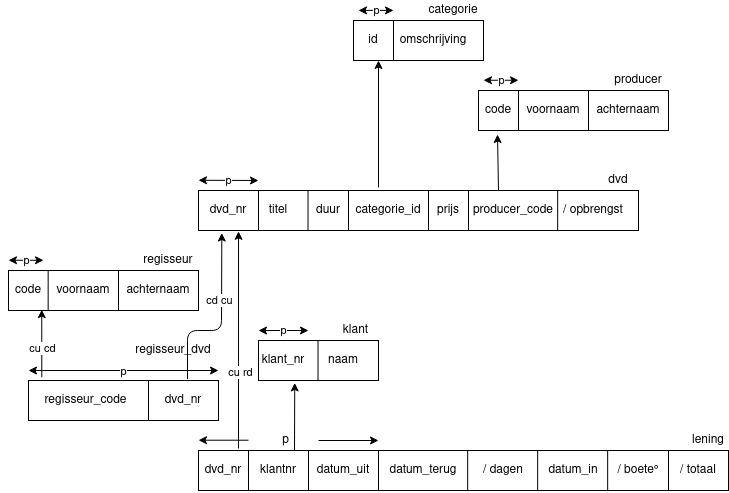 p categorie
id omschrijving
p producer
code voornaam achternaam
p dvd
dvd_nr titel duur categorie_id prijs producer_code / opbrengst
p regisseur
code voornaam achternaam
cd cu
p klant
cu cd regisseur_dvd
klant_nr naam
p cu rd
regisseur_code dvd_nr
p lening
dvd_nr klantnr datum_uit datum_terug / dagen datum_in / boete° / totaal